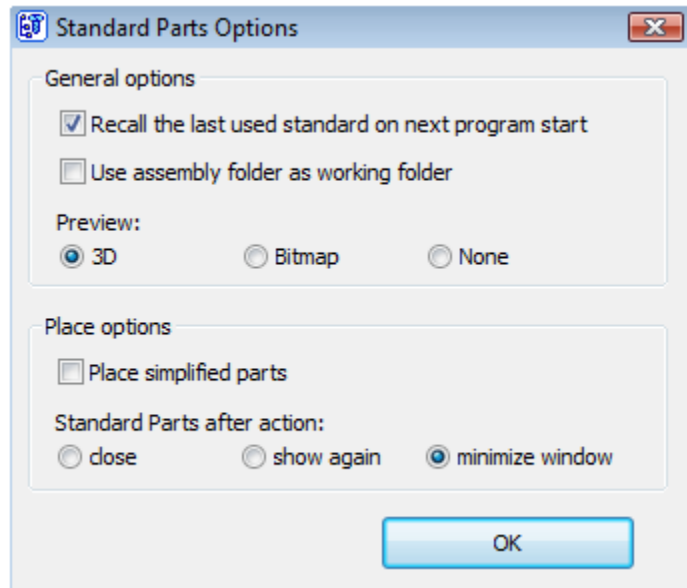 Standard Parts Options
General options
Recall the last used standard on next program start
Use assembly folder as working folder
Preview:
3D Bitmap None
Place options
Place simplified parts
Standard Parts after action:
close show again minimize window
OK